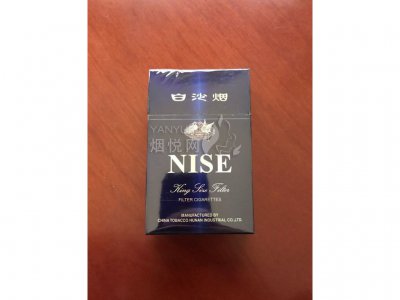 白沙烟
YANYU
烟悦网
NISE
King Size Filter
FILTER CIGARETTES
MANUFACTURED BY
CHINA TOBACCO HUNAN INDUSTRIAL CO.,LTD.